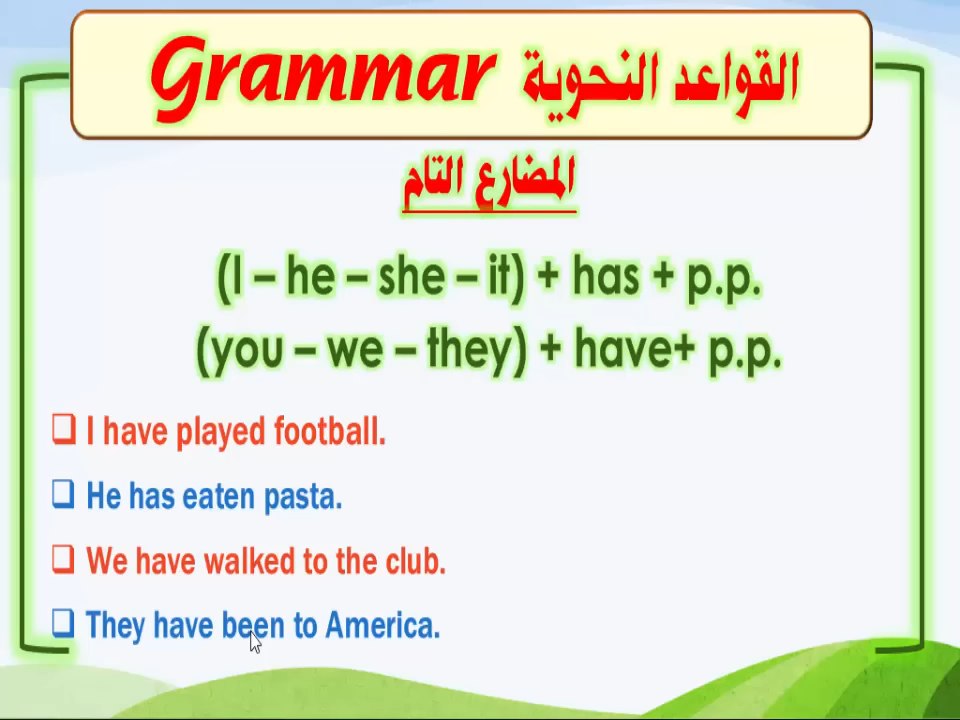 Grammar القواعد النحوية
المضارع التام
(I – he – she – it) + has + p.p.
(you – we – they) + have+ p.p.
❑ I have played football.
❑ He has eaten pasta.
❑ We have walked to the club.
❑ They have been to America.